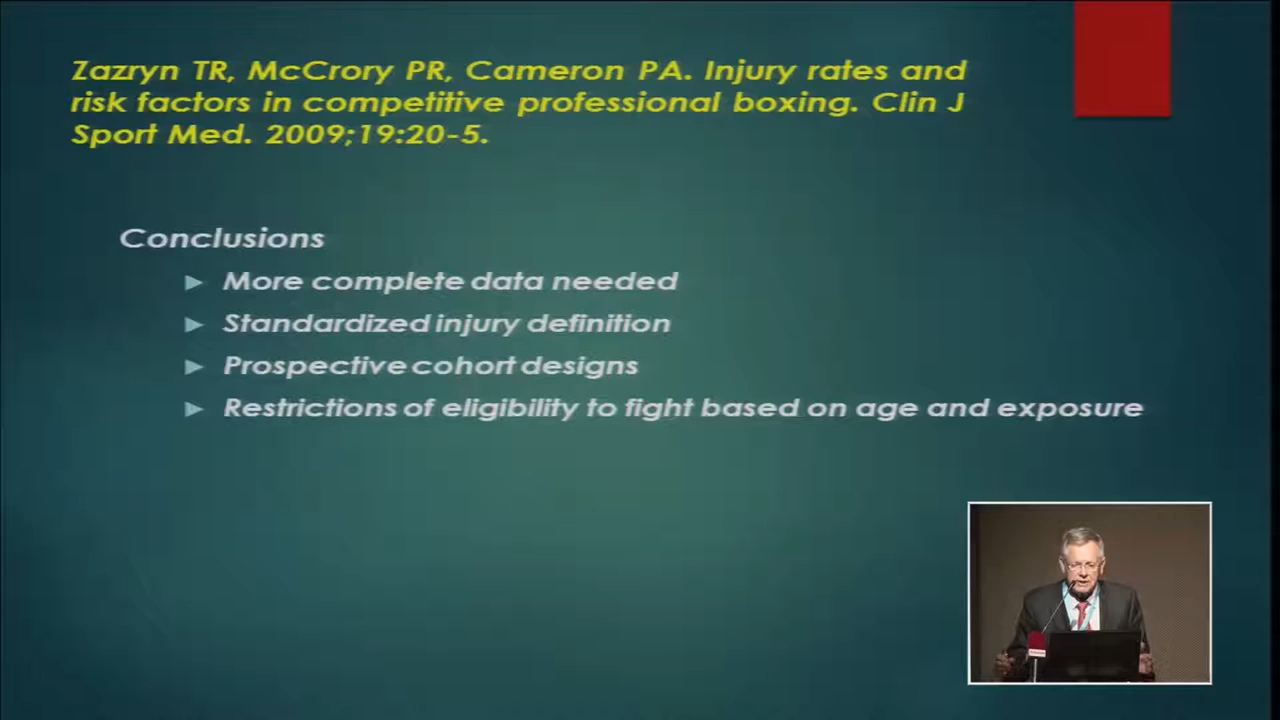 Zazryn TR, McCrory PR, Cameron PA. Injury rates and
risk factors in competitive professional boxing. Clin J
Sport Med. 2009;19:20-5.
Conclusions
More complete data needed
Standardized injury definition
Prospective cohort designs
Restrictions of eligibility to fight based on age and exposure